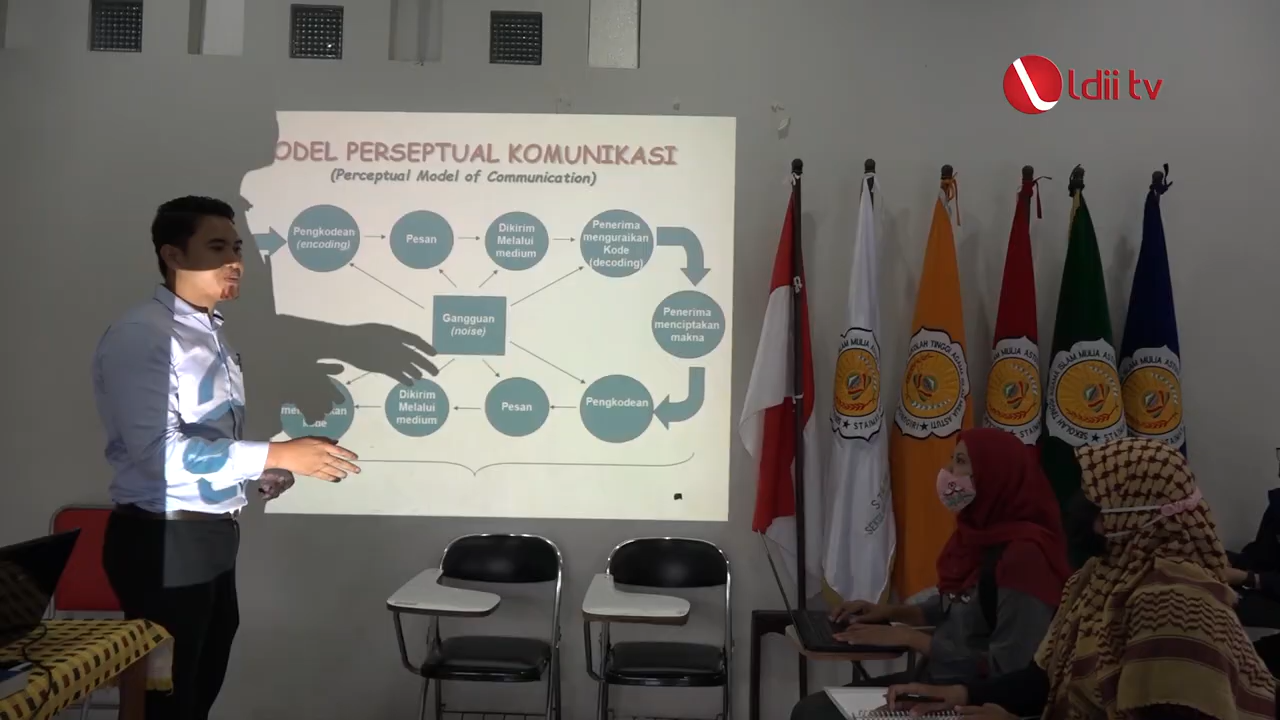 ldii tv
ODEL PERSEPTUAL KOMUNIKASI
(Perceptual Model of Communication)
Pengkodean
(encoding)
Pesan
Dikirim
Melalui
medium
Penerima
menguraikan
Kode
(decoding)
Gangguan
(noise)
Penerima
menciptakan
makna
Dikirim
Melalui
medium
Pesan
Pengkodean